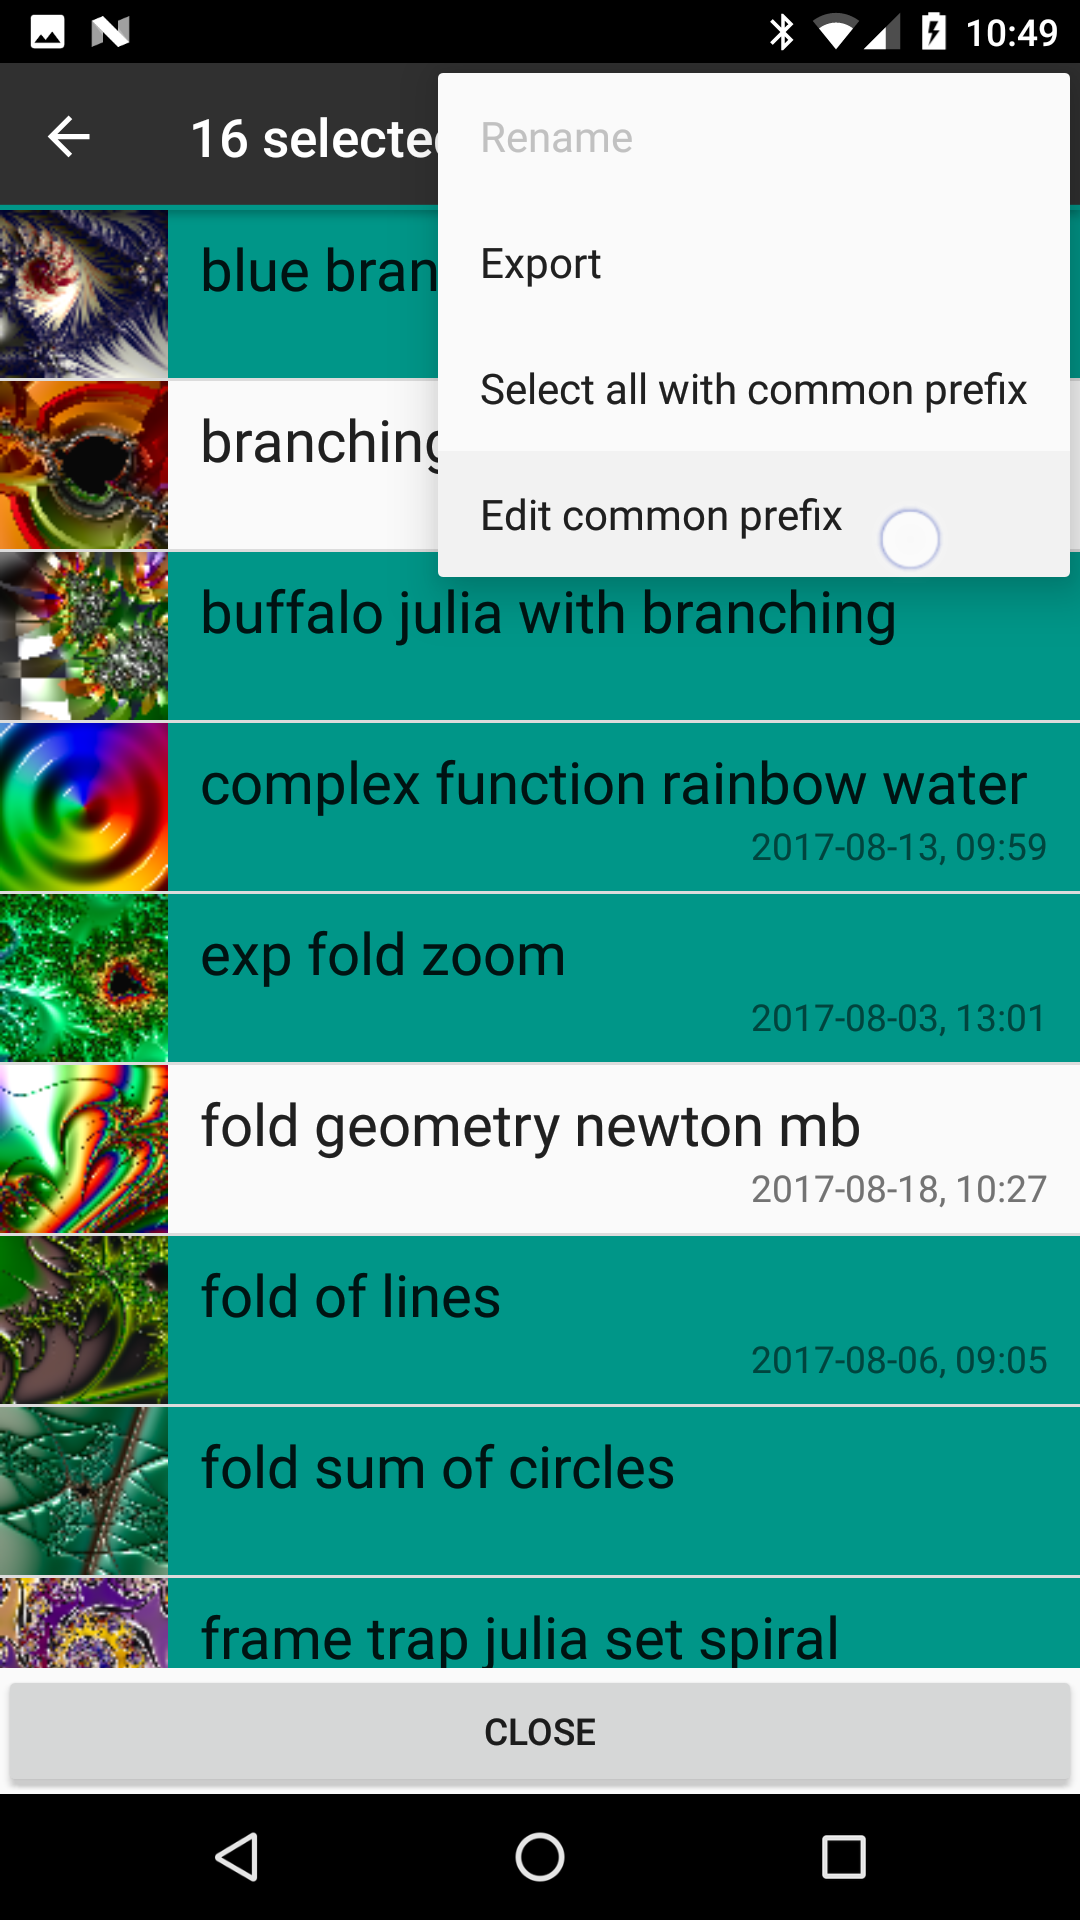 10:49
16 selected
Rename
Export
Select all with common prefix
Edit common prefix
blue bran
branching
buffalo julia with branching
complex function rainbow water
2017-08-13, 09:59
exp fold zoom
2017-08-03, 13:01
fold geometry newton mb
2017-08-18, 10:27
fold of lines
2017-08-06, 09:05
fold sum of circles
frame trap julia set spiral
CLOSE